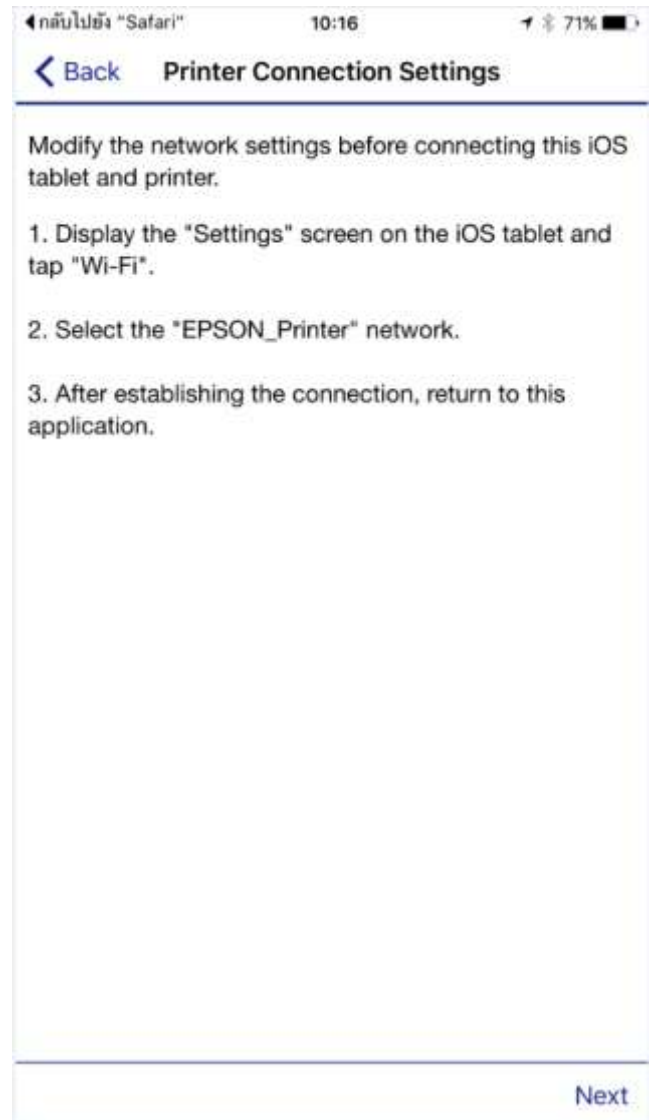 กลับไปยัง "Safari" 10:16 71%
Back Printer Connection Settings
Modify the network settings before connecting this iOS
tablet and printer.
1. Display the "Settings" screen on the iOS tablet and
tap "Wi-Fi".
2. Select the "EPSON_Printer" network.
3. After establishing the connection, return to this
application.
Next